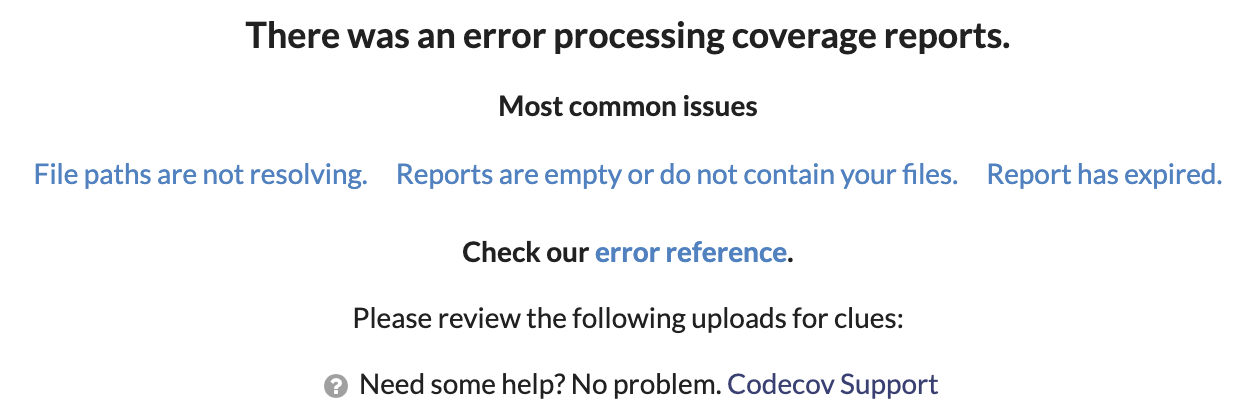 There was an error processing coverage reports.
Most common issues
File paths are not resolving. Reports are empty or do not contain your files. Report has expired.
Check our error reference.
Please review the following uploads for clues:
? Need some help? No problem. Codecov Support